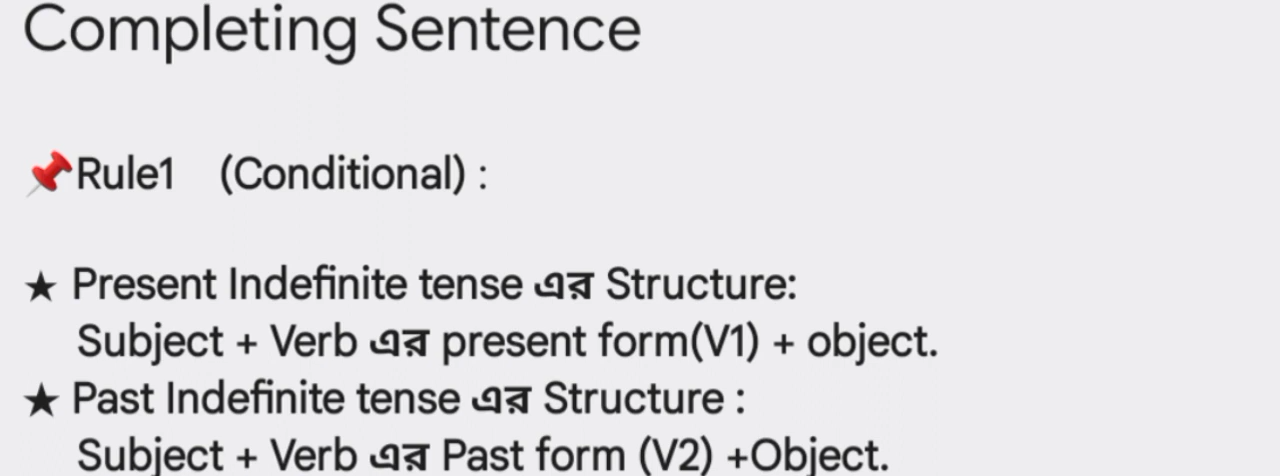 Completing Sentence
📌Rule1 (Conditional) :
★ Present Indefinite tense এর Structure:
Subject + Verb এর present form(V1) + object.
★ Past Indefinite tense এর Structure :
Subject + Verb এর Past form (V2) +Object.